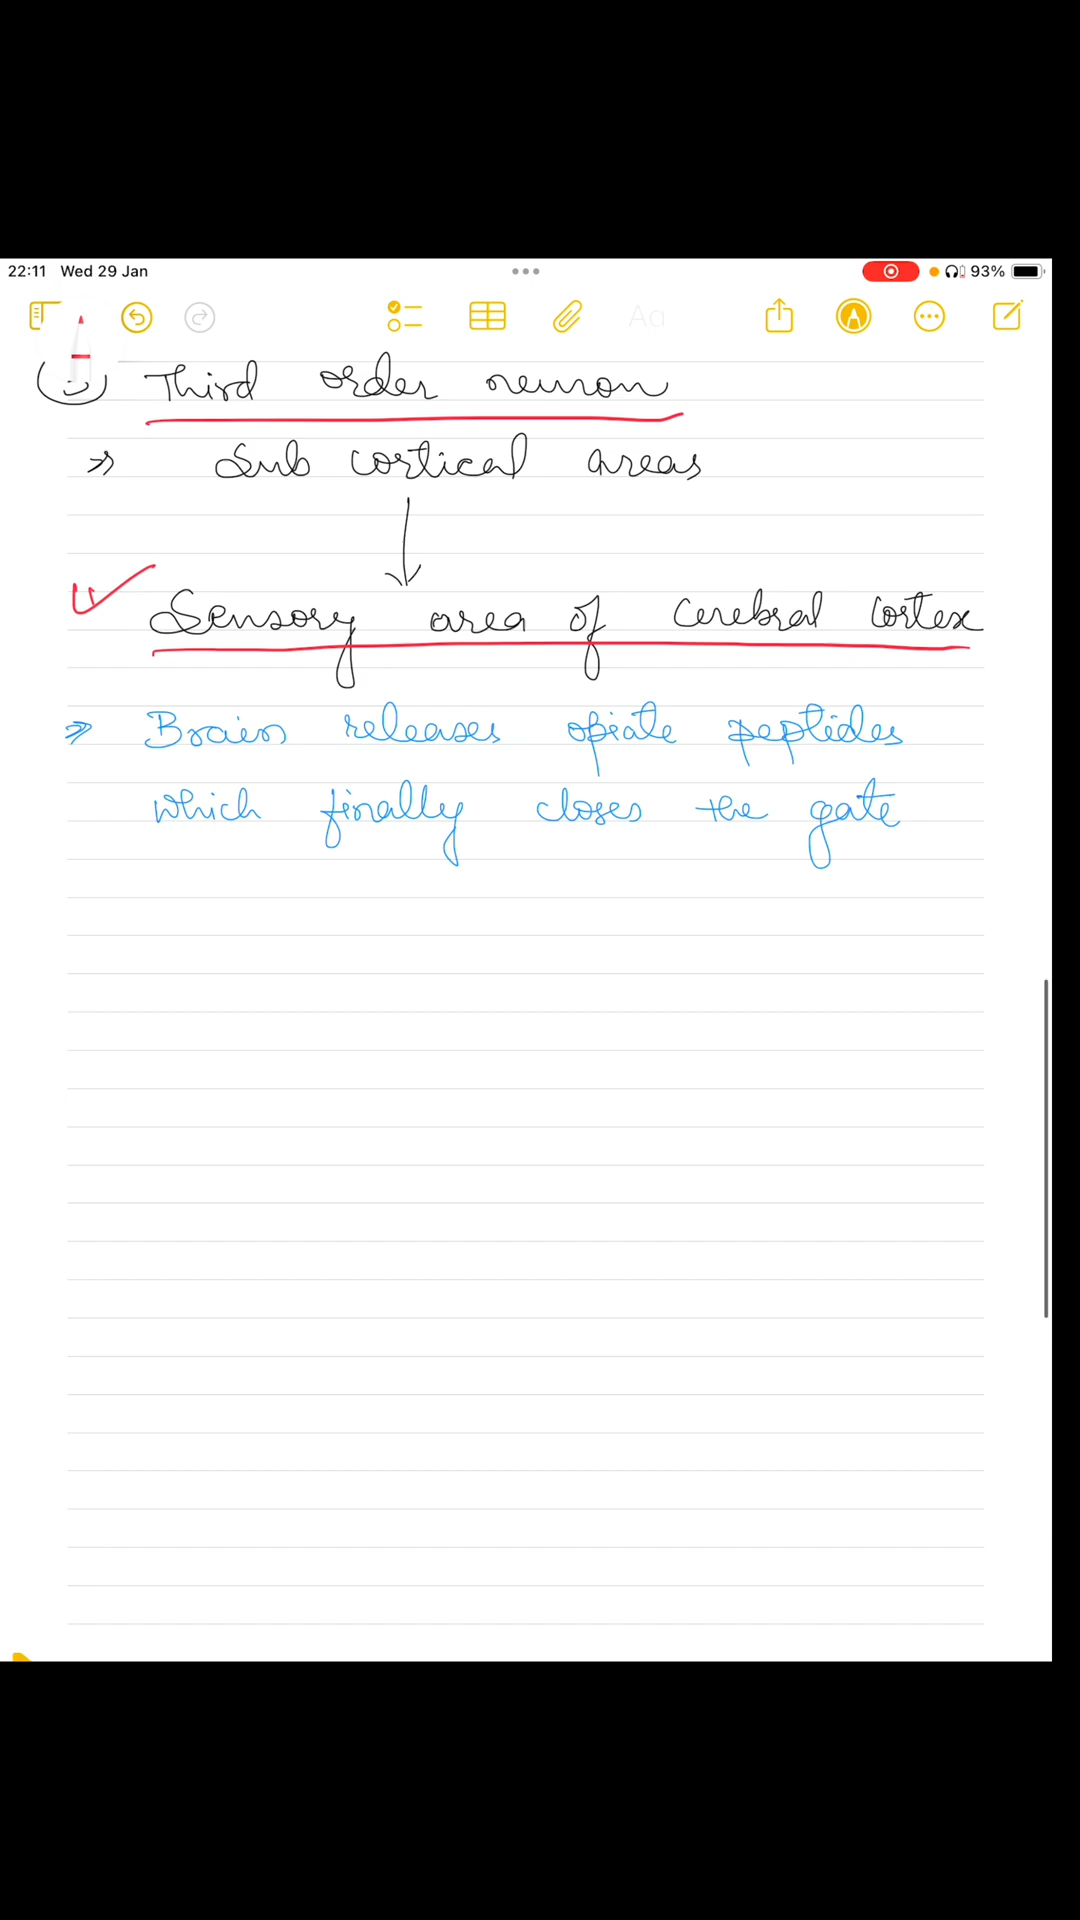 22:11 Wed 29 Jan 93%
Aa
Third order neuron
⇒ Sub cortical areas
↓
Sensory area of cerebral cortex
⇒ Brain releases opiate peptides
which finally closes the gate